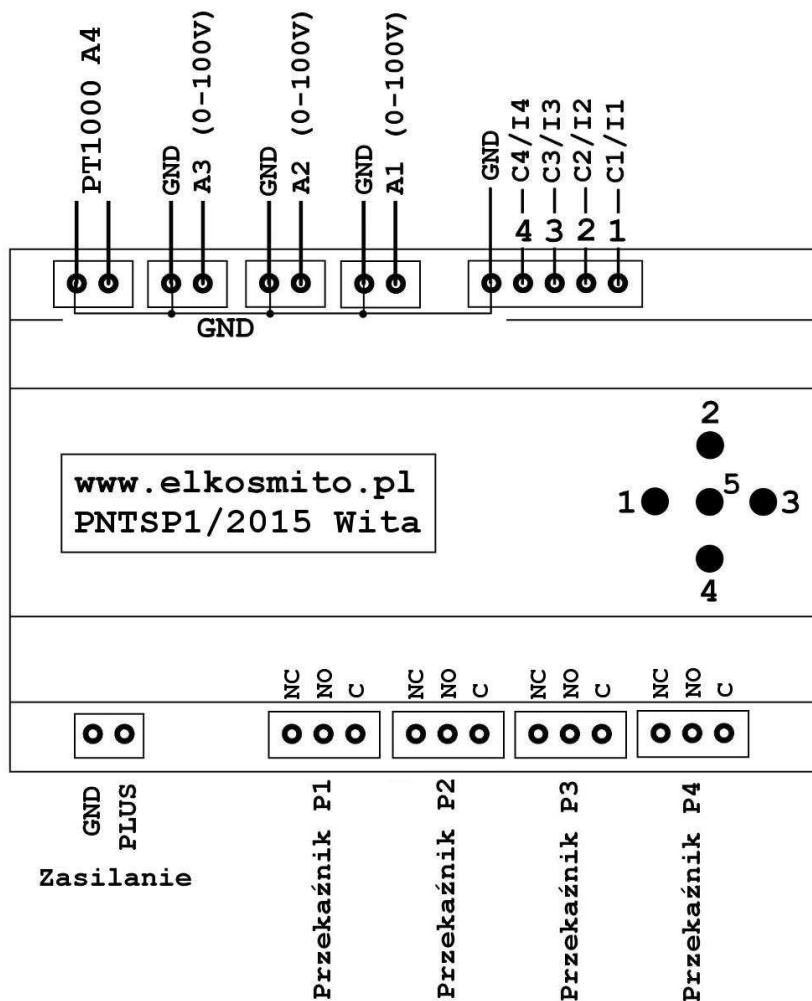 PT1000 A4
GND
A3 (0-100V)
GND
A2 (0-100V)
GND
A1 (0-100V)
GND
4-C4/I4
3-C3/I3
2-C2/I2
1-C1/I1
GND
www.elkosmito.pl
PNTSP1/2015 Wita
2
1
5
3
4
NC NO C
NC NO C
NC NO C
NC NO C
GND
PLUS
Zasilanie
Przekaźnik P1
Przekaźnik P2
Przekaźnik P3
Przekaźnik P4